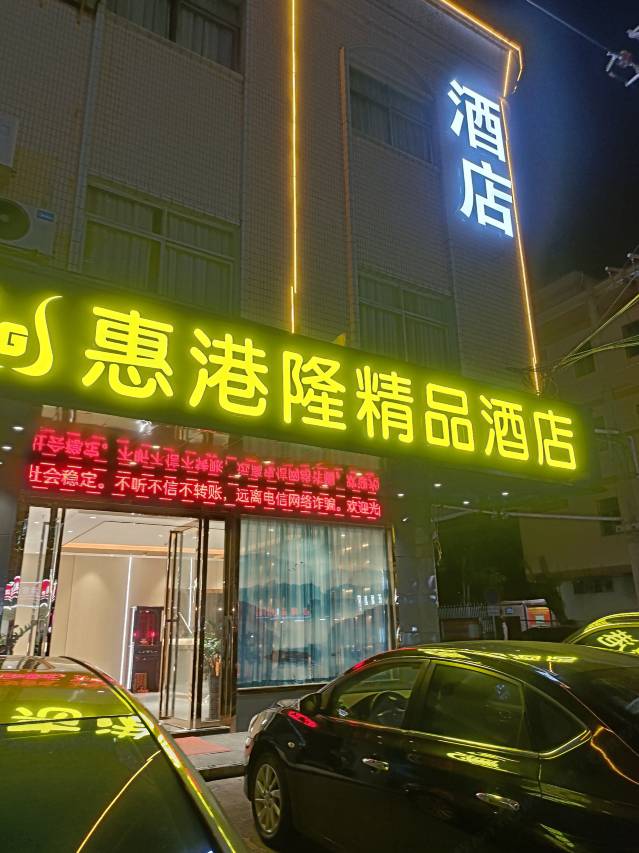 酒店
G
惠港隆精品酒店
社会稳定。不听不信不转账，远离电信网络诈骗。欢迎光